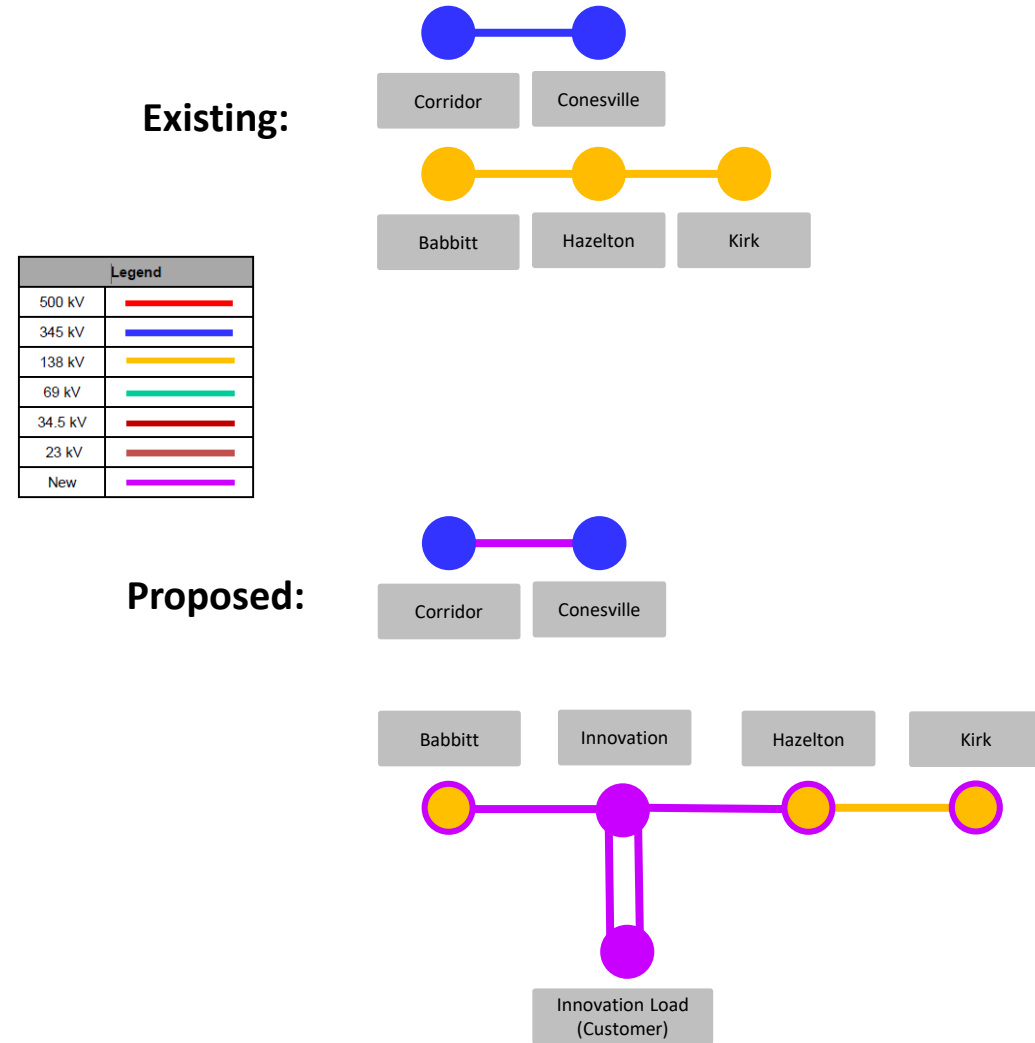 Existing:
Corridor
Conesville
Babbitt
Hazelton
Kirk
Legend
500 kV
345 kV
138 kV
69 kV
34.5 kV
23 kV
New
Proposed:
Corridor
Conesville
Babbitt
Innovation
Hazelton
Kirk
Innovation Load
(Customer)